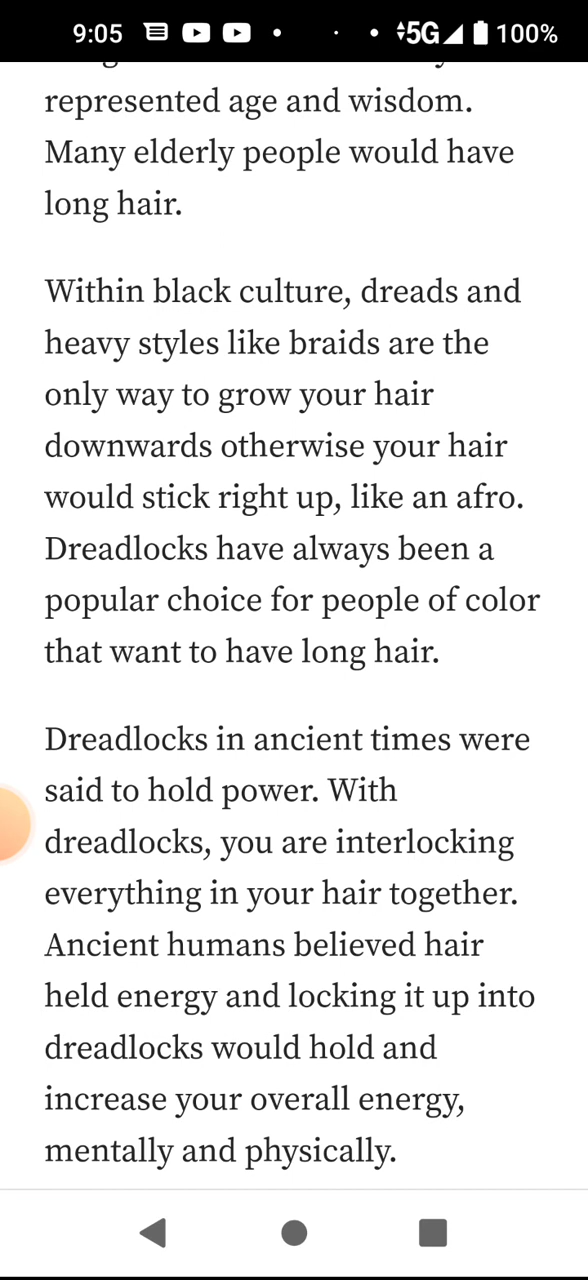 9:05 5G 100%
represented age and wisdom.
Many elderly people would have
long hair.
Within black culture, dreads and
heavy styles like braids are the
only way to grow your hair
downwards otherwise your hair
would stick right up, like an afro.
Dreadlocks have always been a
popular choice for people of color
that want to have long hair.
Dreadlocks in ancient times were
said to hold power. With
dreadlocks, you are interlocking
everything in your hair together.
Ancient humans believed hair
held energy and locking it up into
dreadlocks would hold and
increase your overall energy,
mentally and physically.